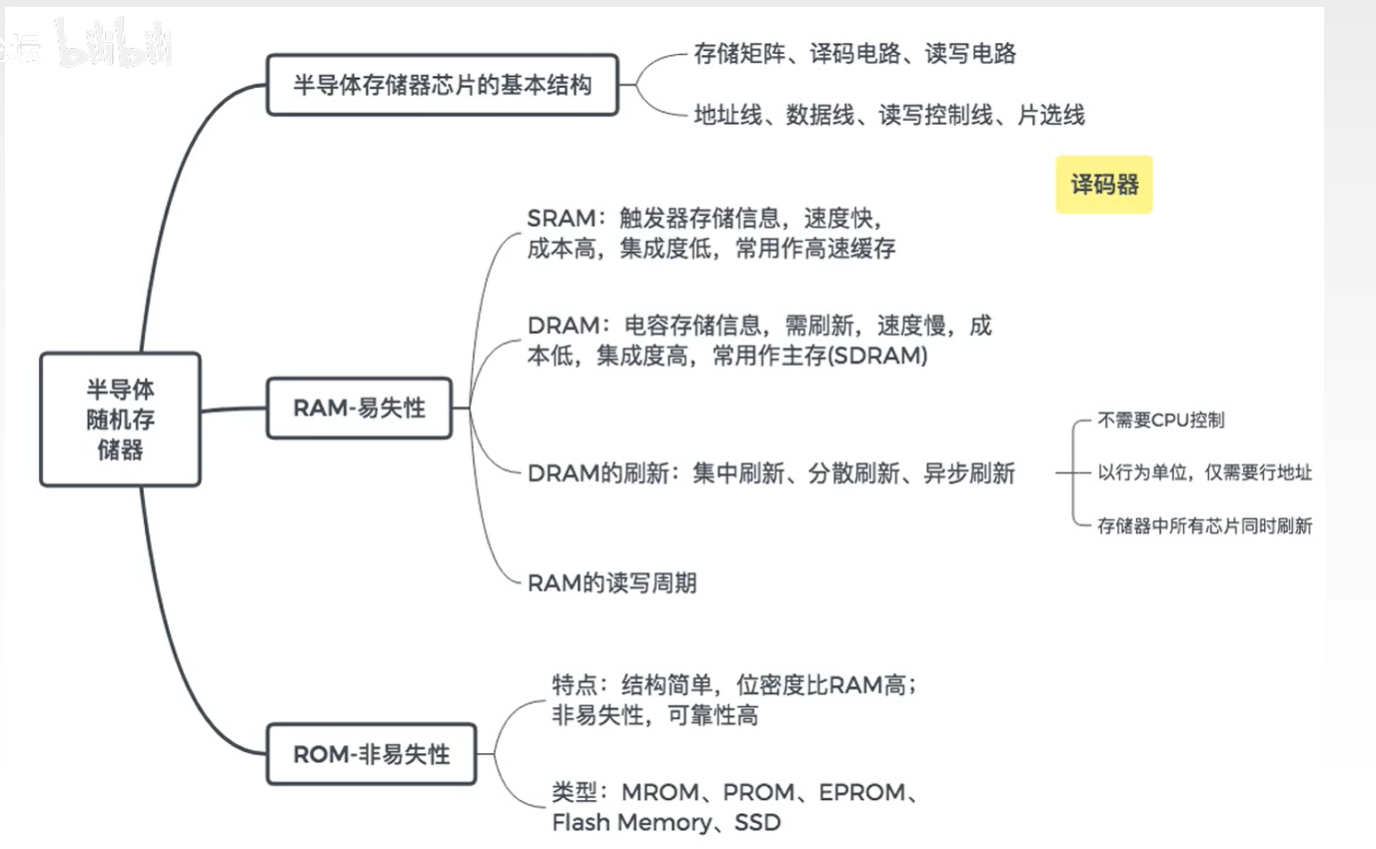 坛 bilibili
半导体存储器芯片的基本结构
存储矩阵、译码电路、读写电路
地址线、数据线、读写控制线、片选线
译码器
半导体
随机存
储器
RAM-易失性
SRAM：触发器存储信息，速度快，
成本高，集成度低，常用作高速缓存
DRAM：电容存储信息，需刷新，速度慢，成
本低，集成度高，常用作主存(SDRAM)
DRAM的刷新：集中刷新、分散刷新、异步刷新
不需要CPU控制
以行为单位，仅需要行地址
存储器中所有芯片同时刷新
RAM的读写周期
ROM-非易失性
特点：结构简单，位密度比RAM高；
非易失性，可靠性高
类型：MROM、PROM、EPROM、
Flash Memory、SSD